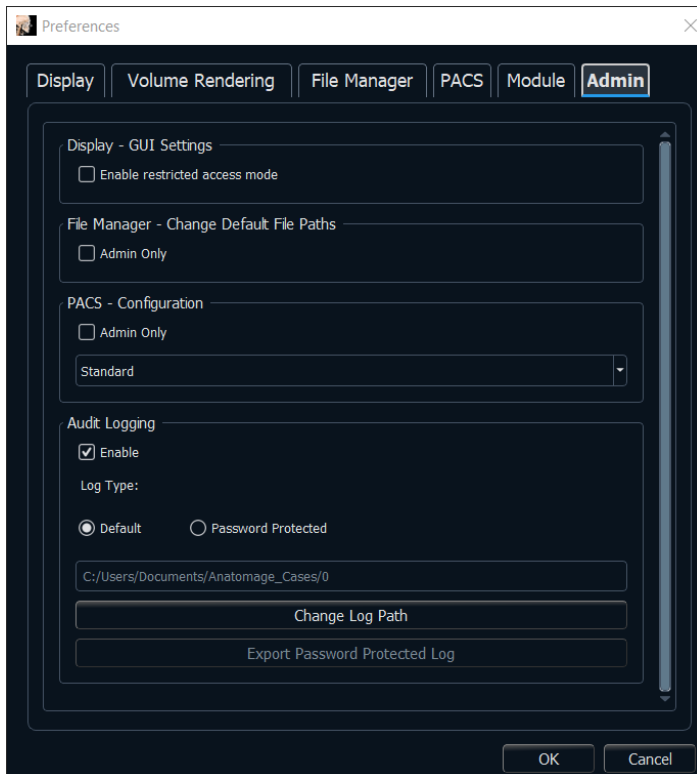 Preferences
Display Volume Rendering File Manager PACS Module Admin
Display - GUI Settings
Enable restricted access mode
File Manager - Change Default File Paths
Admin Only
PACS - Configuration
Admin Only
Standard
Audit Logging
Enable
Log Type:
Default Password Protected
C:/Users/Documents/Anatomage_Cases/0
Change Log Path
Export Password Protected Log
OK Cancel